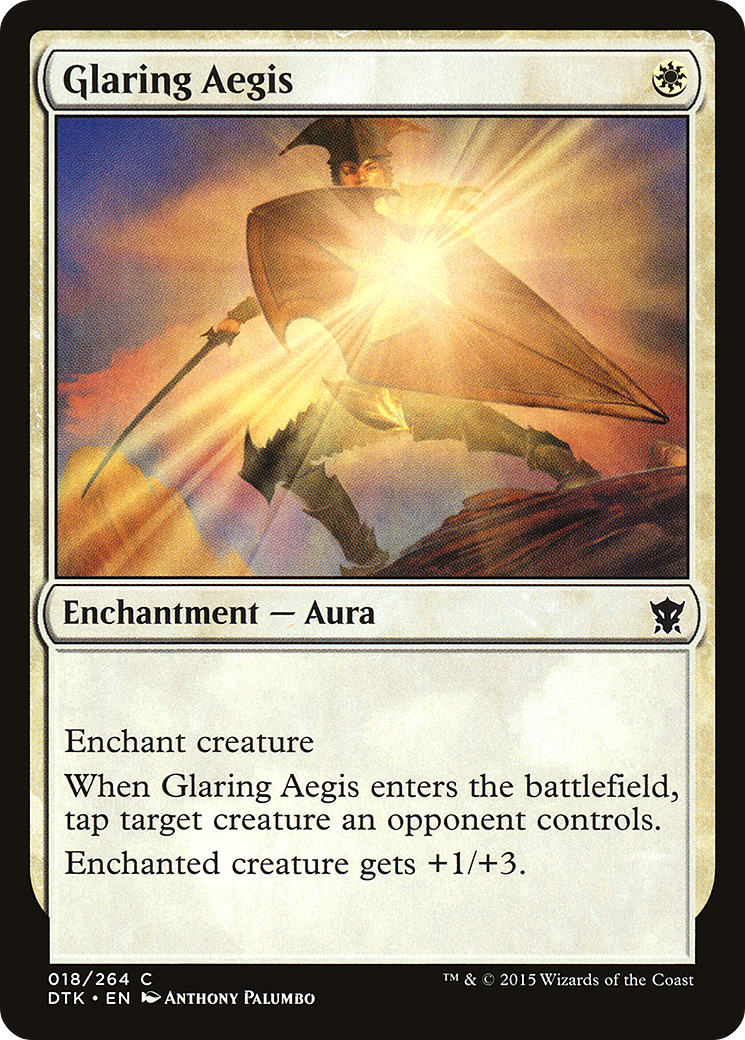 Glaring Aegis
Enchantment — Aura
Enchant creature
When Glaring Aegis enters the battlefield,
tap target creature an opponent controls.
Enchanted creature gets +1/+3.
018/264 C
™ & © 2015 Wizards of the Coast
DTK • EN Anthony Palumbo